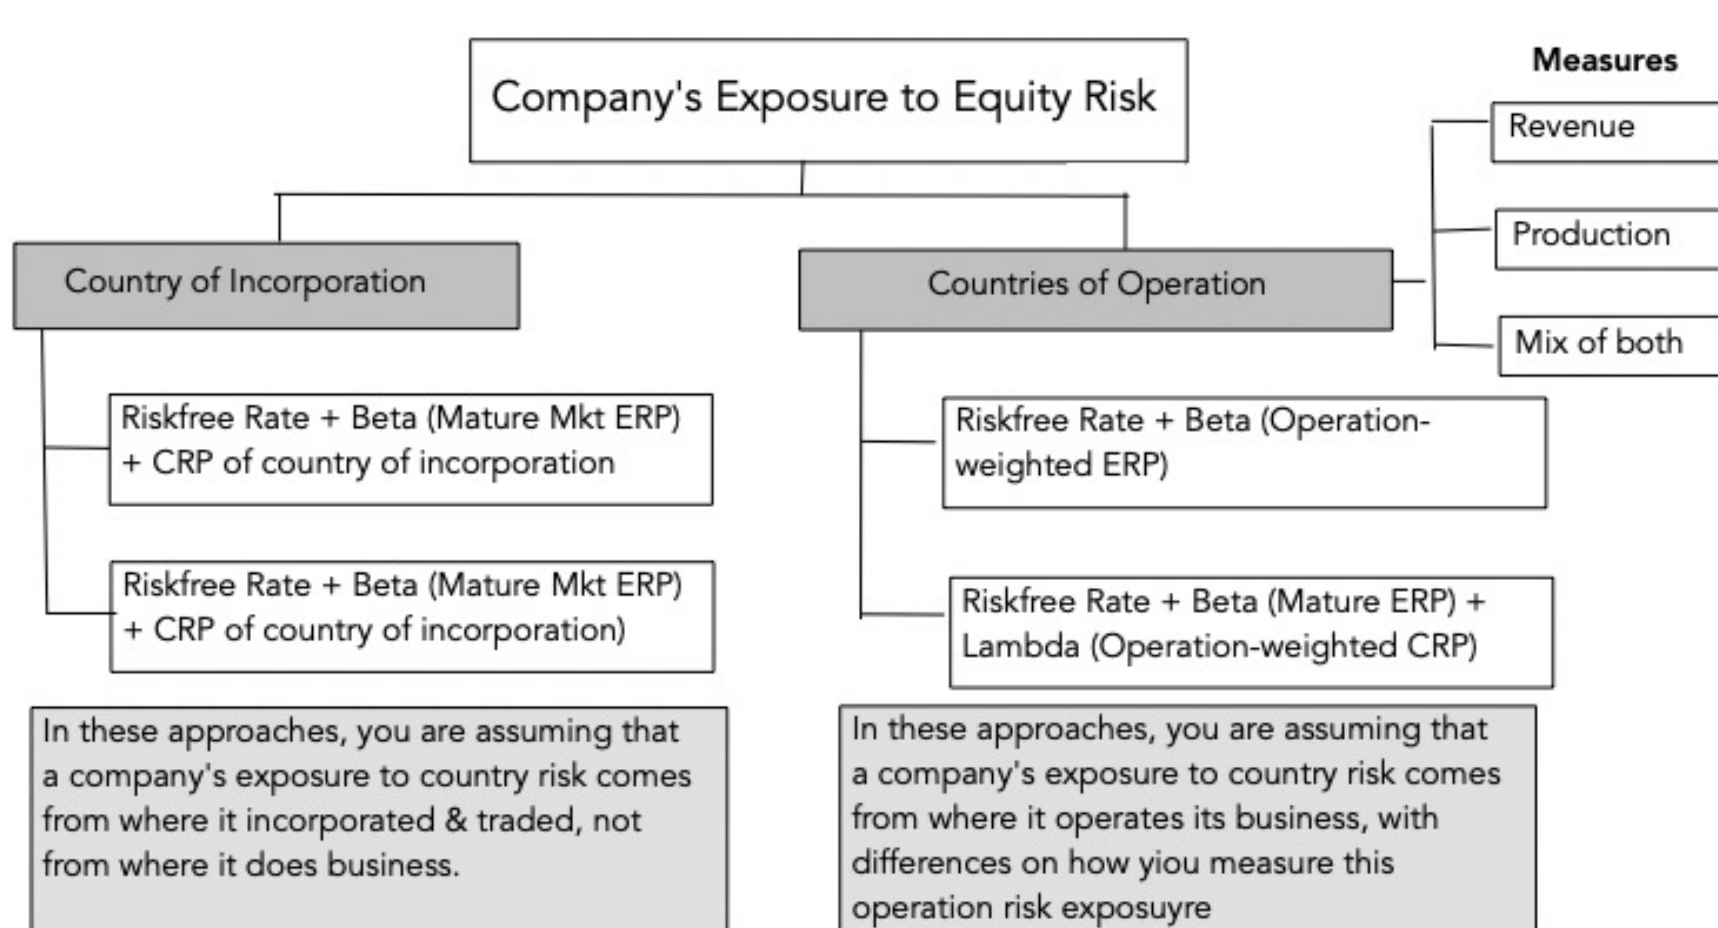 Company's Exposure to Equity Risk
Measures
Revenue
Production
Mix of both
Country of Incorporation
Countries of Operation
Riskfree Rate + Beta (Mature Mkt ERP)
+ CRP of country of incorporation
Riskfree Rate + Beta (Mature Mkt ERP)
+ CRP of country of incorporation)
Riskfree Rate + Beta (Operation-
weighted ERP)
Riskfree Rate + Beta (Mature ERP) +
Lambda (Operation-weighted CRP)
In these approaches, you are assuming that
a company's exposure to country risk comes
from where it incorporated & traded, not
from where it does business.
In these approaches, you are assuming that
a company's exposure to country risk comes
from where it operates its business, with
differences on how yiou measure this
operation risk exposuyre